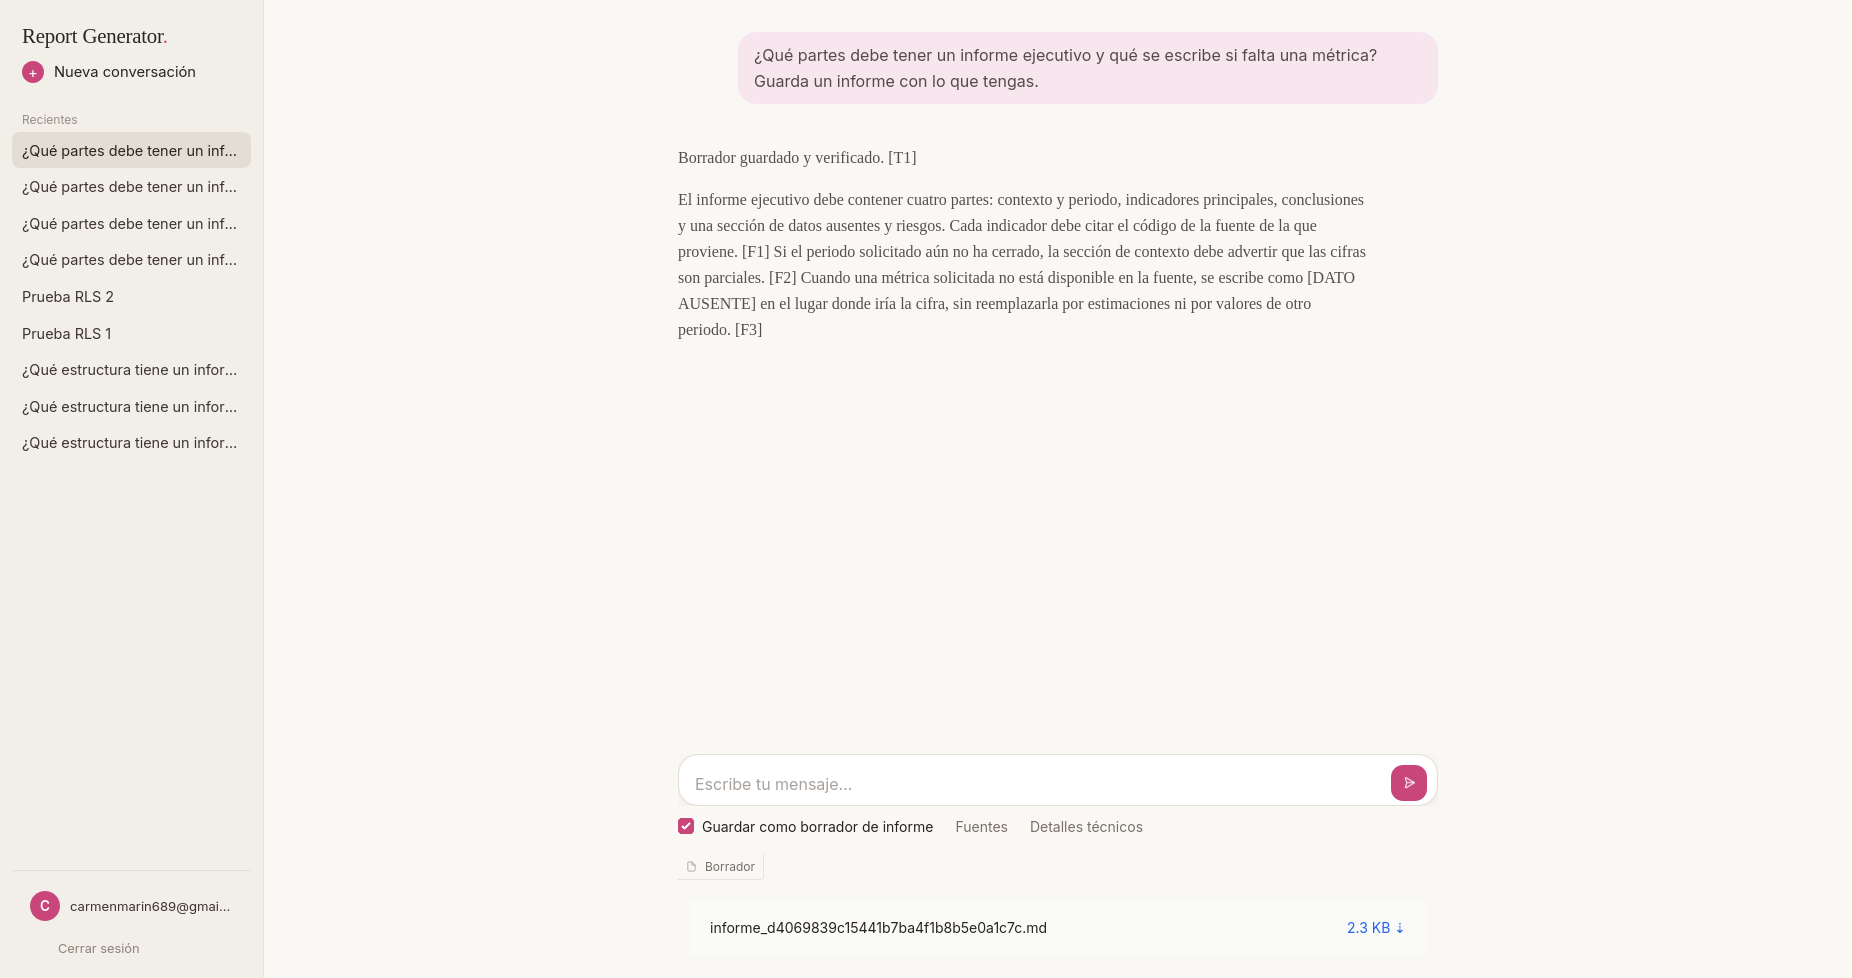 Report Generator.
+ Nueva conversación
Recientes
¿Qué partes debe tener un inf...
¿Qué partes debe tener un inf...
¿Qué partes debe tener un inf...
¿Qué partes debe tener un inf...
Prueba RLS 2
Prueba RLS 1
¿Qué estructura tiene un infor...
¿Qué estructura tiene un infor...
¿Qué estructura tiene un infor...
C carmenmarin689@gmai...
Cerrar sesión
¿Qué partes debe tener un informe ejecutivo y qué se escribe si falta una métrica?
Guarda un informe con lo que tengas.
Borrador guardado y verificado. [T1]
El informe ejecutivo debe contener cuatro partes: contexto y periodo, indicadores principales, conclusiones
y una sección de datos ausentes y riesgos. Cada indicador debe citar el código de la fuente de la que
proviene. [F1] Si el periodo solicitado aún no ha cerrado, la sección de contexto debe advertir que las cifras
son parciales. [F2] Cuando una métrica solicitada no está disponible en la fuente, se escribe como [DATO
AUSENTE] en el lugar donde iría la cifra, sin reemplazarla por estimaciones ni por valores de otro
periodo. [F3]
Escribe tu mensaje...
Guardar como borrador de informe Fuentes Detalles técnicos
Borrador
informe_d4069839c15441b7ba4f1b8b5e0a1c7c.md 2.3 KB ↓